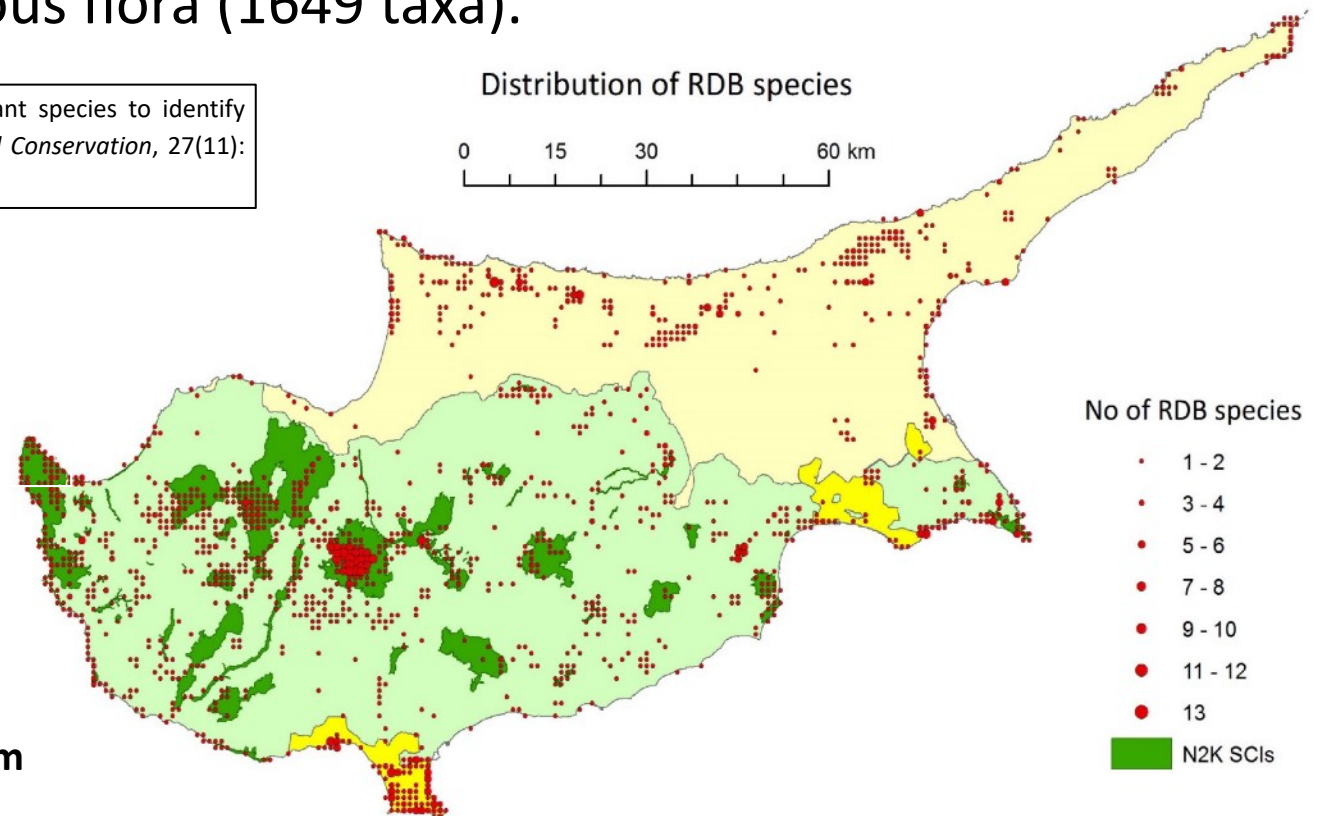 flora (1649 taxa).
ant species to identify
Conservation, 27(11):
Distribution of RDB species
0 15 30 60 km
No of RDB species
1 - 2
3 - 4
5 - 6
7 - 8
9 - 10
11 - 12
13
N2K SCIs